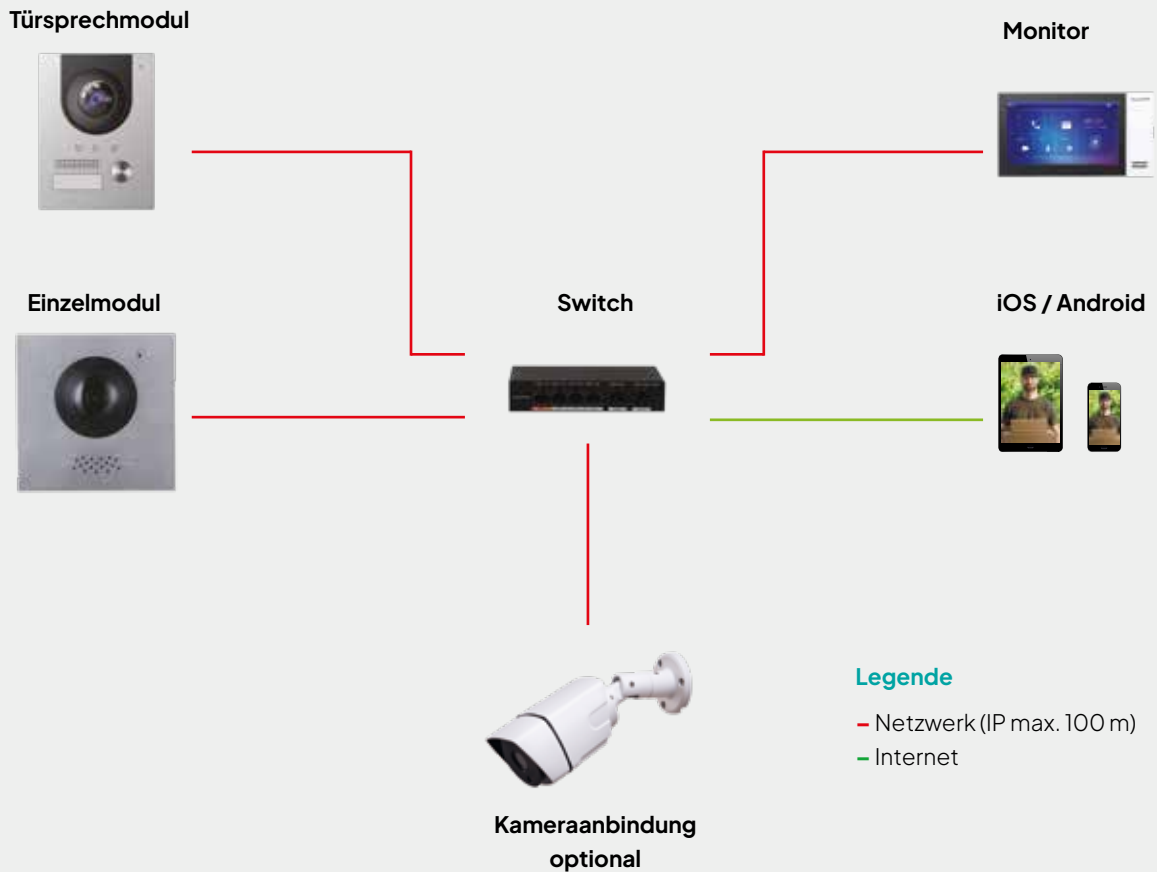 Türsprechmodul
Monitor
Einzelmodul
Switch
iOS / Android
Legende
– Netzwerk (IP max. 100 m)
– Internet
Kameraanbindung
optional